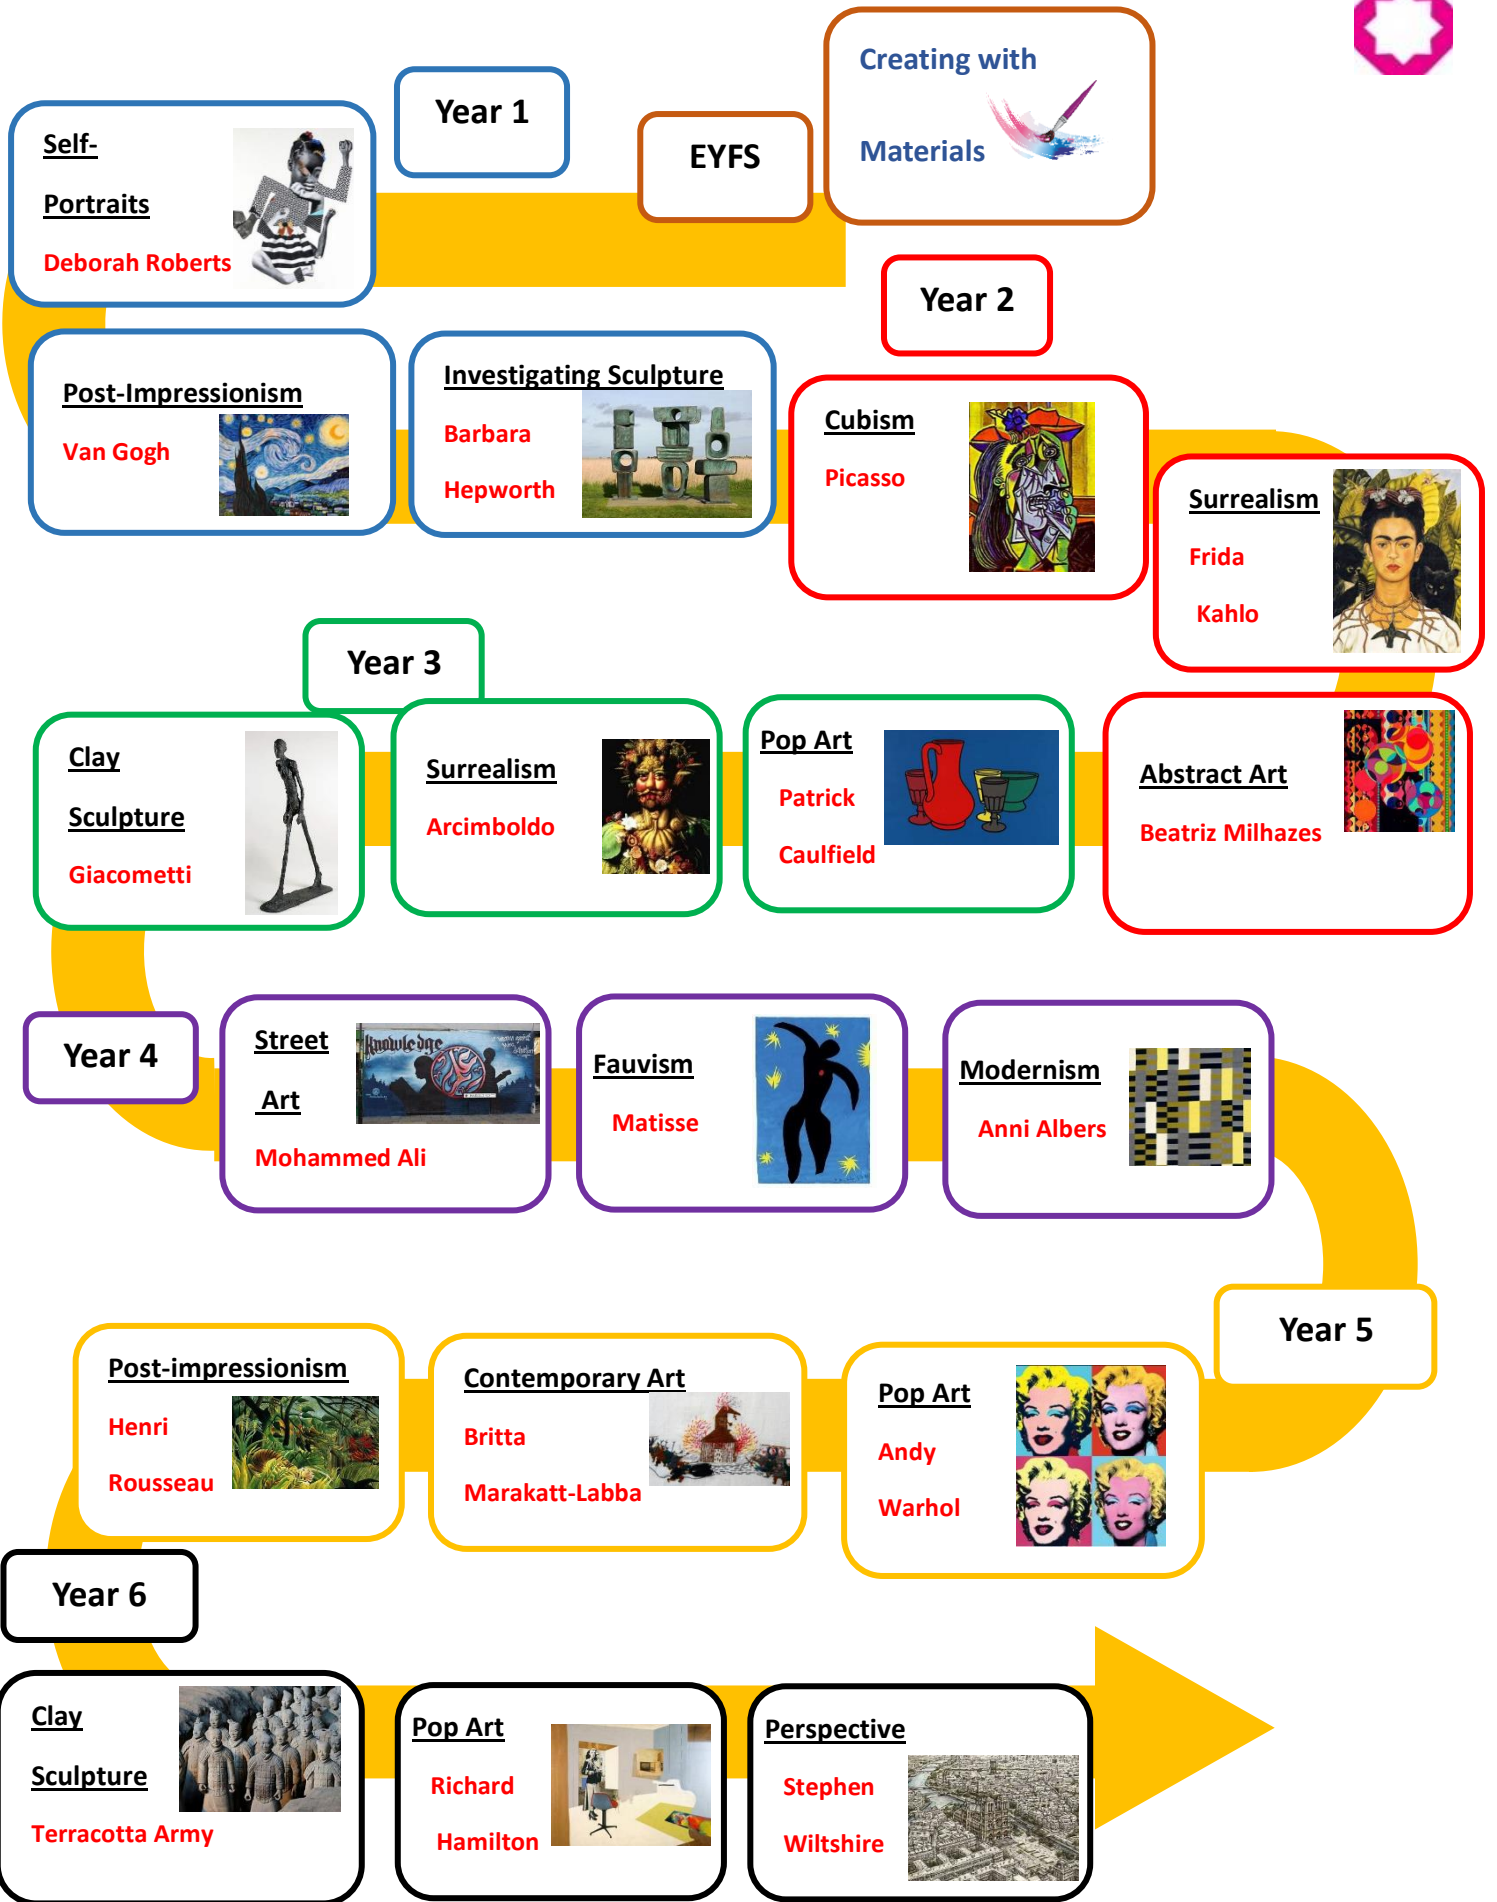 Creating with
Materials
EYFS
Year 1
Self-
Portraits
Deborah Roberts
Post-Impressionism
Van Gogh
Investigating Sculpture
Barbara
Hepworth
Year 2
Cubism
Picasso
Surrealism
Frida
Kahlo
Abstract Art
Beatriz Milhazes
Year 3
Pop Art
Patrick
Caulfield
Surrealism
Arcimboldo
Clay
Sculpture
Giacometti
Year 4
Street
Art
Mohammed Ali
Knowledge
Fauvism
Matisse
Modernism
Anni Albers
Year 5
Pop Art
Andy
Warhol
Contemporary Art
Britta
Marakatt-Labba
Post-impressionism
Henri
Rousseau
Year 6
Clay
Sculpture
Terracotta Army
Pop Art
Richard
Hamilton
Perspective
Stephen
Wiltshire